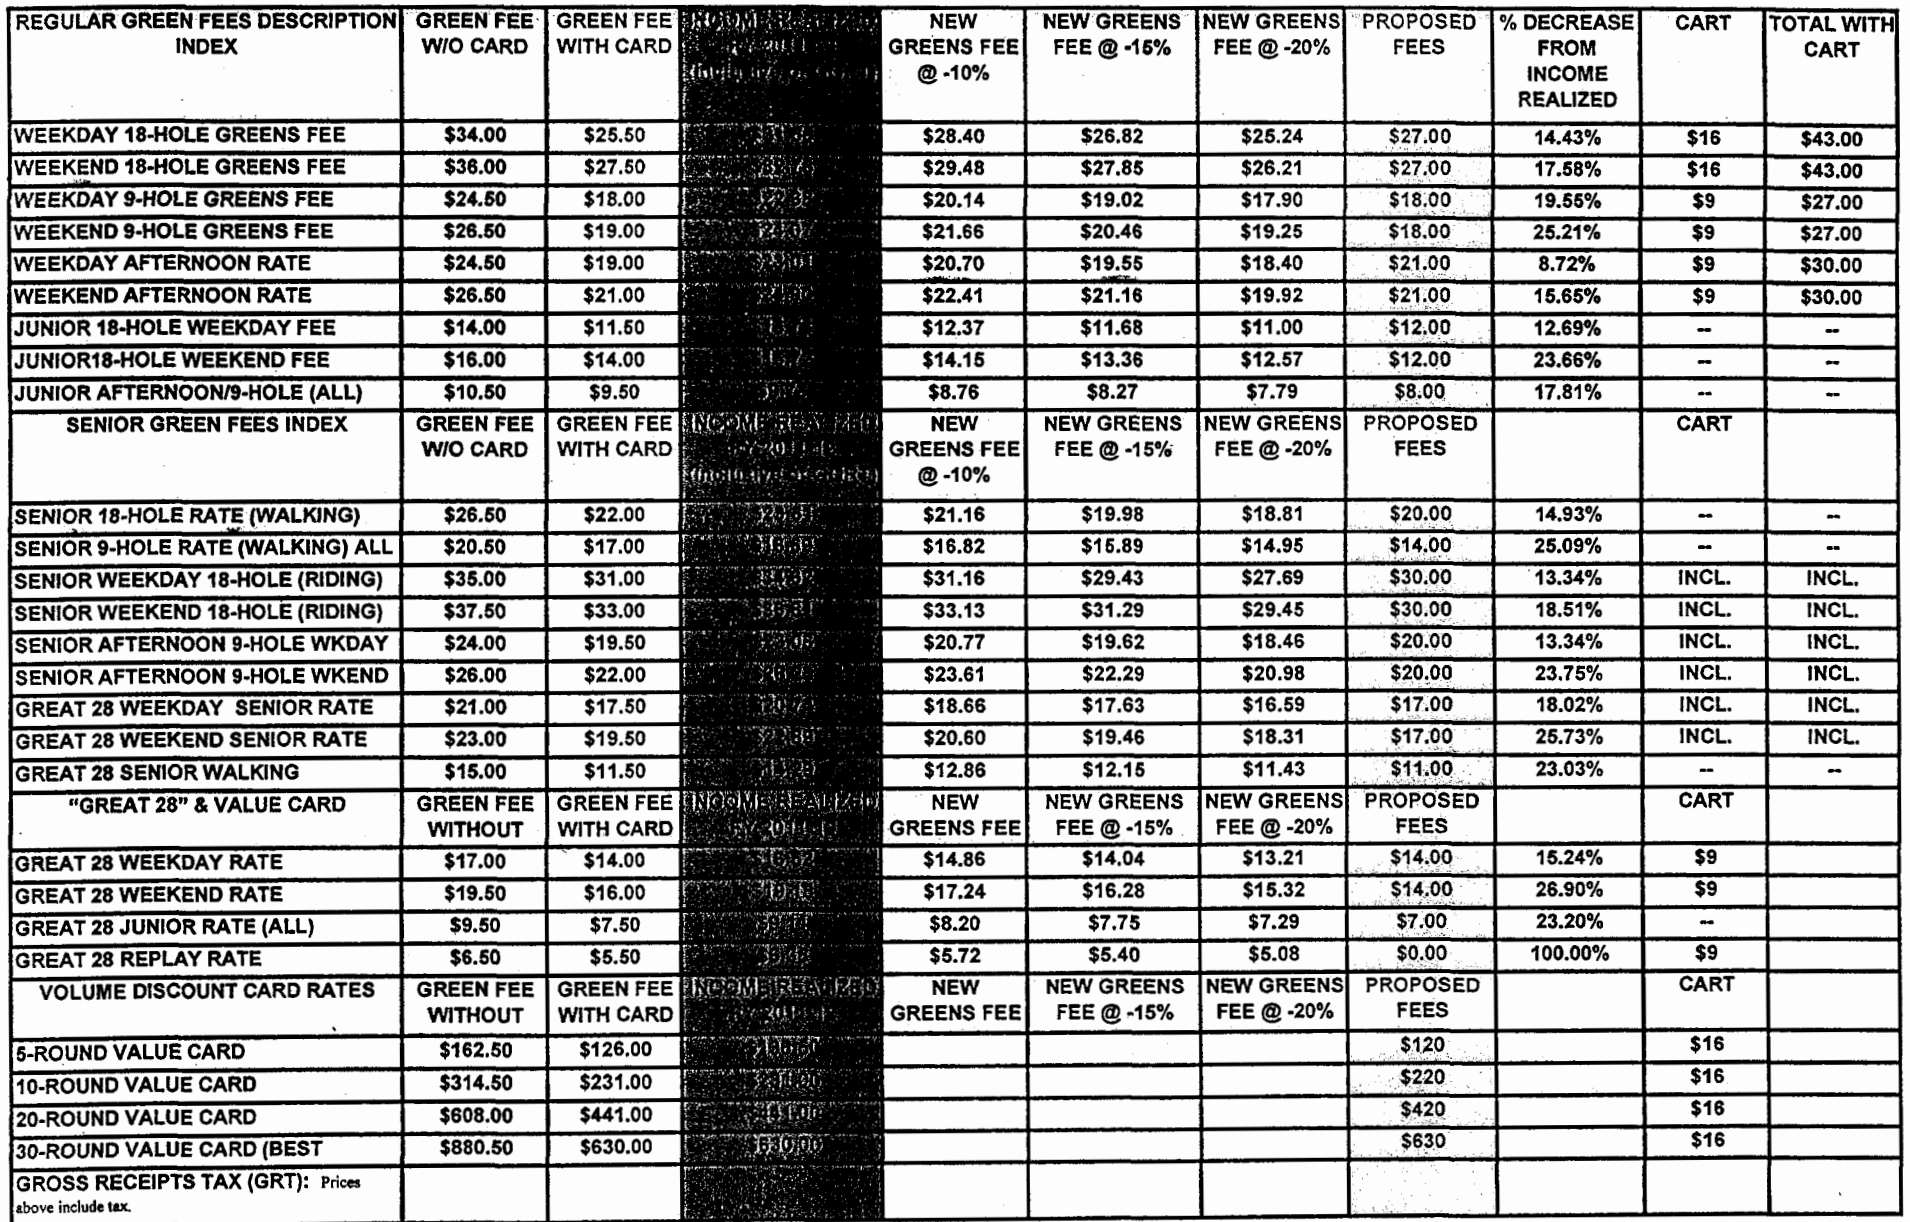 REGULAR GREEN FEES DESCRIPTION INDEX GREEN FEE W/O CARD GREEN FEE WITH CARD INCOME REALIZED FY 2011 NEW GREENS FEE @ -10% NEW GREENS FEE @ -15% NEW GREENS FEE @ -20% PROPOSED FEES % DECREASE FROM INCOME REALIZED CART TOTAL WITH CART
WEEKDAY 18-HOLE GREENS FEE $34.00 $25.50 $28.40 $26.82 $25.24 $27.00 14.43% $16 $43.00
WEEKEND 18-HOLE GREENS FEE $36.00 $27.50 $29.48 $27.85 $26.21 $27.00 17.58% $16 $43.00
WEEKDAY 9-HOLE GREENS FEE $24.50 $18.00 $20.14 $19.02 $17.90 $18.00 19.55% $9 $27.00
WEEKEND 9-HOLE GREENS FEE $26.50 $19.00 $21.66 $20.46 $19.25 $18.00 25.21% $9 $27.00
WEEKDAY AFTERNOON RATE $24.50 $19.00 $20.70 $19.55 $18.40 $21.00 8.72% $9 $30.00
WEEKEND AFTERNOON RATE $26.50 $21.00 $22.41 $21.16 $19.92 $21.00 15.65% $9 $30.00
JUNIOR 18-HOLE WEEKDAY FEE $14.00 $11.50 $12.37 $11.68 $11.00 $12.00 12.69% -- --
JUNIOR18-HOLE WEEKEND FEE $16.00 $14.00 $14.15 $13.36 $12.57 $12.00 23.66% -- --
JUNIOR AFTERNOON/9-HOLE (ALL) $10.50 $9.50 $8.76 $8.27 $7.79 $8.00 17.81% -- --
SENIOR GREEN FEES INDEX GREEN FEE W/O CARD GREEN FEE WITH CARD INCOME REALIZED NEW GREENS FEE @ -10% NEW GREENS FEE @ -15% NEW GREENS FEE @ -20% PROPOSED FEES CART
SENIOR 18-HOLE RATE (WALKING) $26.50 $22.00 $21.16 $19.98 $18.81 $20.00 14.93% -- --
SENIOR 9-HOLE RATE (WALKING) ALL $20.50 $17.00 $16.82 $15.89 $14.95 $14.00 25.09% -- --
SENIOR WEEKDAY 18-HOLE (RIDING) $35.00 $31.00 $31.16 $29.43 $27.69 $30.00 13.34% INCL. INCL.
SENIOR WEEKEND 18-HOLE (RIDING) $37.50 $33.00 $33.13 $31.29 $29.45 $30.00 18.51% INCL. INCL.
SENIOR AFTERNOON 9-HOLE WKDAY $24.00 $19.50 $20.77 $19.62 $18.46 $20.00 13.34% INCL. INCL.
SENIOR AFTERNOON 9-HOLE WKEND $26.00 $22.00 $23.61 $22.29 $20.98 $20.00 23.75% INCL. INCL.
GREAT 28 WEEKDAY SENIOR RATE $21.00 $17.50 $18.66 $17.63 $16.59 $17.00 18.02% INCL. INCL.
GREAT 28 WEEKEND SENIOR RATE $23.00 $19.50 $20.60 $19.46 $18.31 $17.00 25.73% INCL. INCL.
GREAT 28 SENIOR WALKING $15.00 $11.50 $12.86 $12.15 $11.43 $11.00 23.03% -- --
"GREAT 28" & VALUE CARD GREEN FEE WITHOUT GREEN FEE WITH CARD INCOME REALIZED NEW GREENS FEE NEW GREENS FEE @ -15% NEW GREENS FEE @ -20% PROPOSED FEES CART
GREAT 28 WEEKDAY RATE $17.00 $14.00 $14.86 $14.04 $13.21 $14.00 15.24% $9
GREAT 28 WEEKEND RATE $19.50 $16.00 $17.24 $16.28 $15.32 $14.00 26.90% $9
GREAT 28 JUNIOR RATE (ALL) $9.50 $7.50 $8.20 $7.75 $7.29 $7.00 23.20% --
GREAT 28 REPLAY RATE $6.50 $5.50 $5.72 $5.40 $5.08 $0.00 100.00% $9
VOLUME DISCOUNT CARD RATES GREEN FEE WITHOUT GREEN FEE WITH CARD INCOME REALIZED NEW GREENS FEE NEW GREENS FEE @ -15% NEW GREENS FEE @ -20% PROPOSED FEES CART
5-ROUND VALUE CARD $162.50 $126.00 $120 $16
10-ROUND VALUE CARD $314.50 $231.00 $220 $16
20-ROUND VALUE CARD $608.00 $441.00 $420 $16
30-ROUND VALUE CARD (BEST $880.50 $630.00 $630.00 $630 $16
GROSS RECEIPTS TAX (GRT): Prices
above include tax.